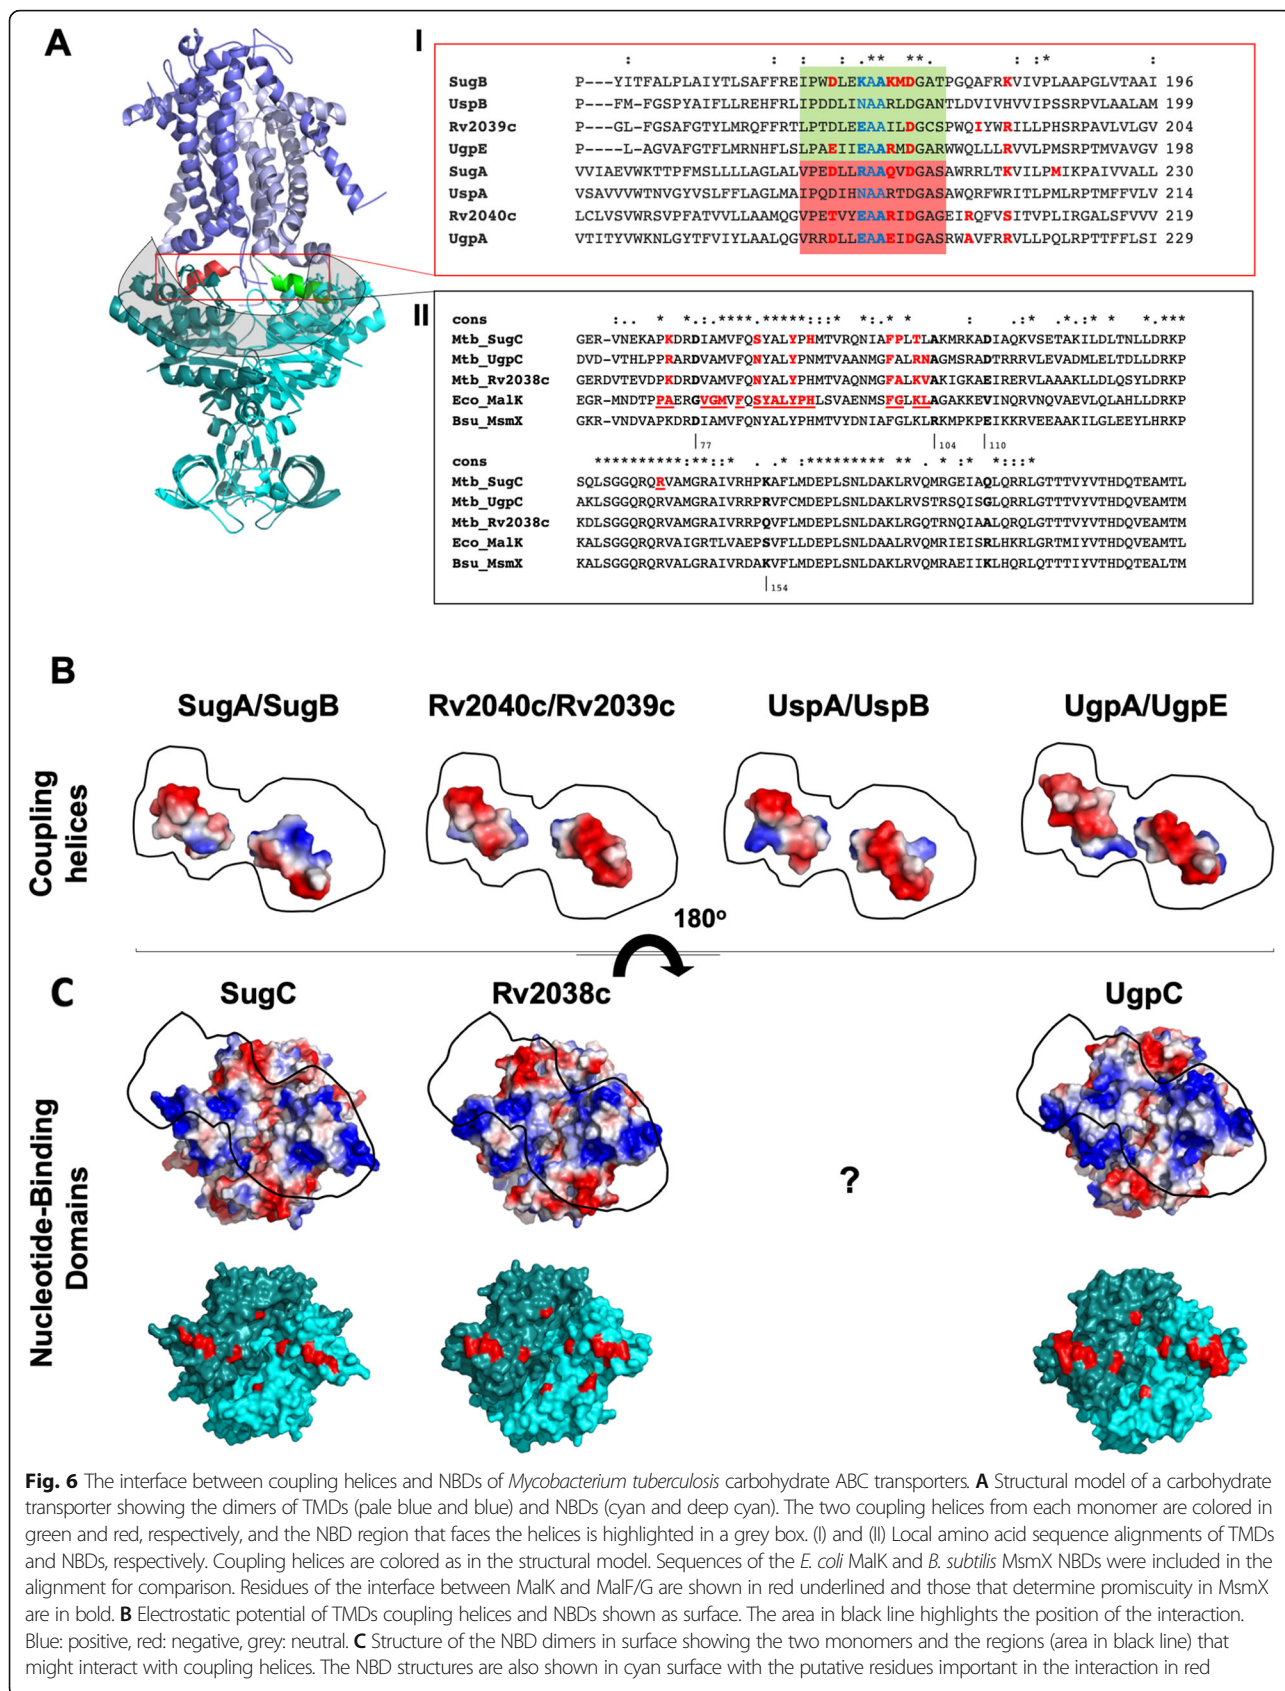 A
I
: : : .** **. : :* :
SugB P---YITFALPLAIYTLSAFFREIPWDLEKAAKMDGATPGQAFRKVIVPLAAPGLVTAAI 196
UspB P---FM-FGSPYAIFLLREHFRLIPDDLINAARLDGANTLDVIVHVVIPSSRPVLAALAM 199
Rv2039c P---GL-FGSAFGTYLMRQFFRTLPTDLEEAAILDGCSPWQIYWRILLPHSRPAVLVLGV 204
UgpE P----L-AGVAFGTFLMRNHFLSLPAEIIEAARMDGARWWQLLLRVVLPMSRPTMVAVGV 198
SugA VVIAEVWKTTPFMSLLLLAGLALVPEDLLRAAQVDGASAWRRLTKVILPMIKPAIVVALL 230
UspA VSAVVVWTNVGYVSLFFLAGLMAIPQDIHNAARTDGASAWQRFWRITLPMLRPTMFFVLV 214
Rv2040c LCLVSVWRSVPFATVVLLAAMQGVPETVYEAARIDGAGEIRQFVSITVPLIRGALSFVVV 219
UgpA VTITYVWKNLGYTFVIYLAALQGVRRDLLEAAEIDGASRWAVFRRVLLPQLRPTTFFLSI 229
II
cons :.. * *.:.****.*****:::* *:.* * *: : .:* *.:.:* .*.***
Mtb_SugC GER-VNEKAPKDRDIAMVFQSYALYPHMTVRQNIAFPLTLAKMRKADIAQKVSETAKILDLTNLLDRKP
Mtb_UgpC DVD-VTHLPPRARDVAMVFQNYALYPHMTVAANMGFALRNAGMSRADTRRRVLEVADMLELTDLLDRKP
Mtb_Rv2038c GERDVTEVDPKDRDVAMVFQNYALYPHMTVAQNMGFALKVAKIGKAEIRERVLAAAKLLDLQSYLDRKP
Eco_MalK EGR-MNDTPPAERGVGMVFQSYALYPHLSVAENMSFGLKLAGAKKEVINQRVNQVAEVLQLAHLLDRKP
Bsu_MsmX GKR-VNDVAPKDRDIAMVFQNYALYPHMTVYDNIAFGLKLRKMPKPEIKKRVEEAAKILGLEEYLHRKP
77 104 110
cons
Mtb_SugC SQLSGGQRQRVAMGRAIVRHPKAFLMDEPLSNLDAKLRVQMRGEIAQLQRRLGTTTVYVTHDQTEAMTL
Mtb_UgpC AKLSGGQRQRVAMGRAIVRRPRVFCMDEPLSNLDAKLRVSTRSQISGLQRRLGTTTVYVTHDQVEAMTM
Mtb_Rv2038c KDLSGGQRQRVAMGRAIVRRPQVFLMDEPLSNLDAKLRGQTRNQIAALQRQLGTTTVYVTHDQVEAMTM
Eco_MalK KALSGGQRQRVAIGRTLVAEPSVFLLDEPLSNLDAALRVQMRIEISRLHKRLGRTMIYVTHDQVEAMTL
Bsu_MsmX KALSGGQRQRVALGRAIVRDAKVFLMDEPLSNLDAKLRVQMRAEIIKLHQRLQTTTIYVTHDQTEALTM
154
B
SugA/SugB Rv2040c/Rv2039c UspA/UspB UgpA/UgpE
Coupling
helices
180°
C
SugC Rv2038c UgpC
Nucleotide-Binding
Domains
?
Fig. 6 The interface between coupling helices and NBDs of Mycobacterium tuberculosis carbohydrate ABC transporters. A Structural model of a carbohydrate
transporter showing the dimers of TMDs (pale blue and blue) and NBDs (cyan and deep cyan). The two coupling helices from each monomer are colored in
green and red, respectively, and the NBD region that faces the helices is highlighted in a grey box. (I) and (II) Local amino acid sequence alignments of TMDs
and NBDs, respectively. Coupling helices are colored as in the structural model. Sequences of the E. coli MalK and B. subtilis MsmX NBDs were included in the
alignment for comparison. Residues of the interface between MalK and MalF/G are shown in red underlined and those that determine promiscuity in MsmX
are in bold. B Electrostatic potential of TMDs coupling helices and NBDs shown as surface. The area in black line highlights the position of the interaction.
Blue: positive, red: negative, grey: neutral. C Structure of the NBD dimers in surface showing the two monomers and the regions (area in black line) that
might interact with coupling helices. The NBD structures are also shown in cyan surface with the putative residues important in the interaction in red